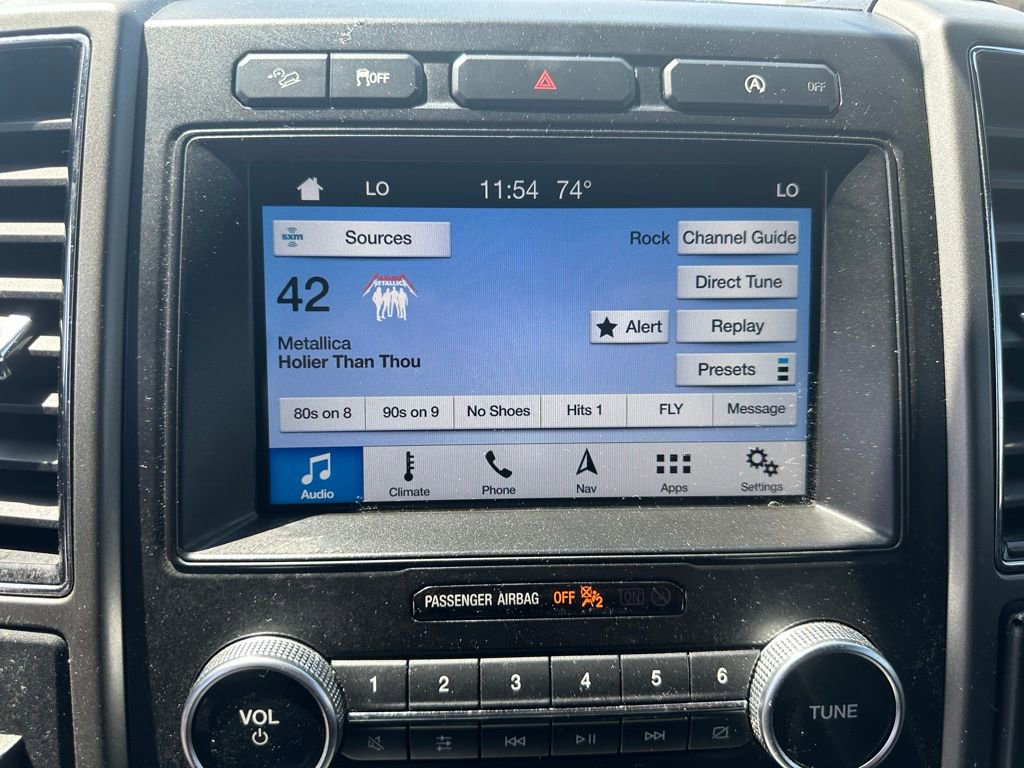 OFF
A OFF
LO 11:54 74° LO
sxm Sources
Rock Channel Guide
42
METALLICA
Direct Tune
Alert Replay
Metallica
Holier Than Thou
Presets
80s on 8 90s on 9 No Shoes Hits 1 FLY Message
Audio Climate Phone Nav Apps Settings
PASSENGER AIRBAG OFF 2 ON
VOL 1 2 3 4 5 6 TUNE